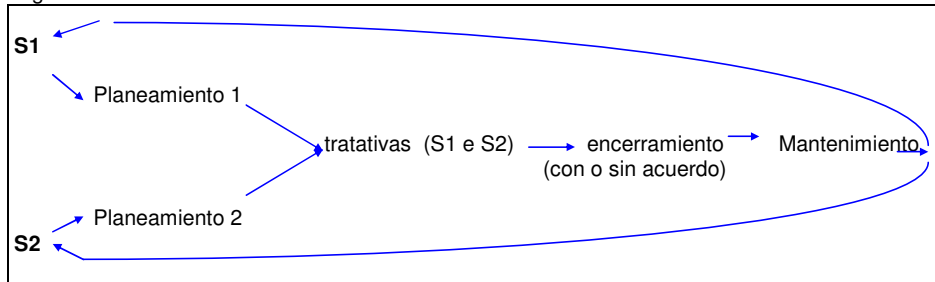 S1
Planeamiento 1
tratativas (S1 e S2)
encerramiento
(con o sin acuerdo)
Mantenimiento
Planeamiento 2
S2